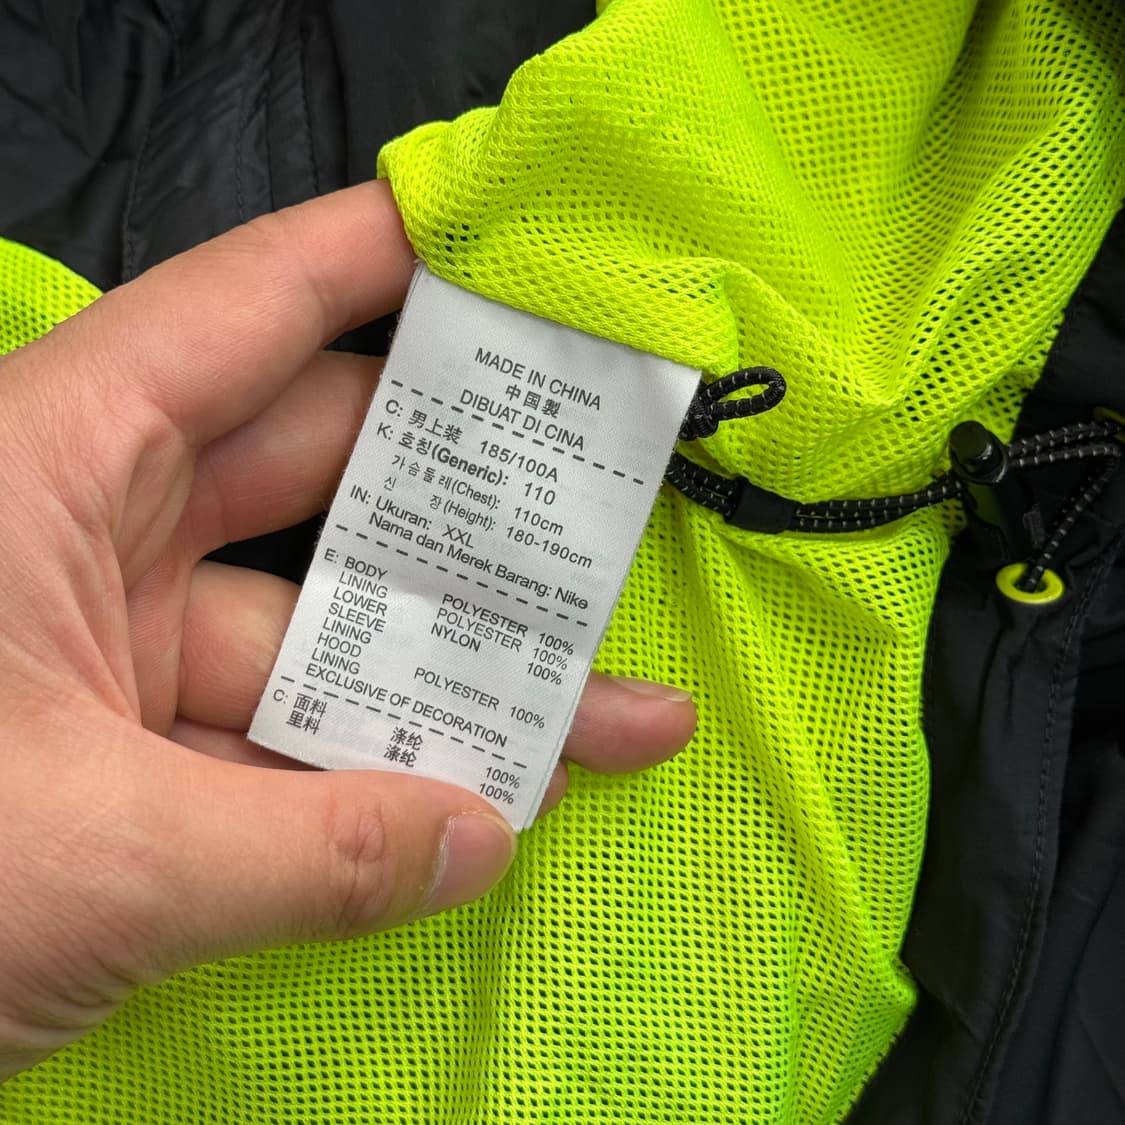 MADE IN CHINA
中国製
DIBUAT DI CINA
C: 男上装 185/100A
K: 호칭(Generic): 110
가슴둘레(Chest): 110cm
신 장(Height): 180-190cm
IN: Ukuran: XXL
Nama dan Merek Barang: Nike
E: BODY POLYESTER 100%
LINING POLYESTER 100%
LOWER NYLON 100%
SLEEVE
LINING
HOOD POLYESTER 100%
LINING
EXCLUSIVE OF DECORATION
C: 面料 涤纶 100%
里料 涤纶 100%